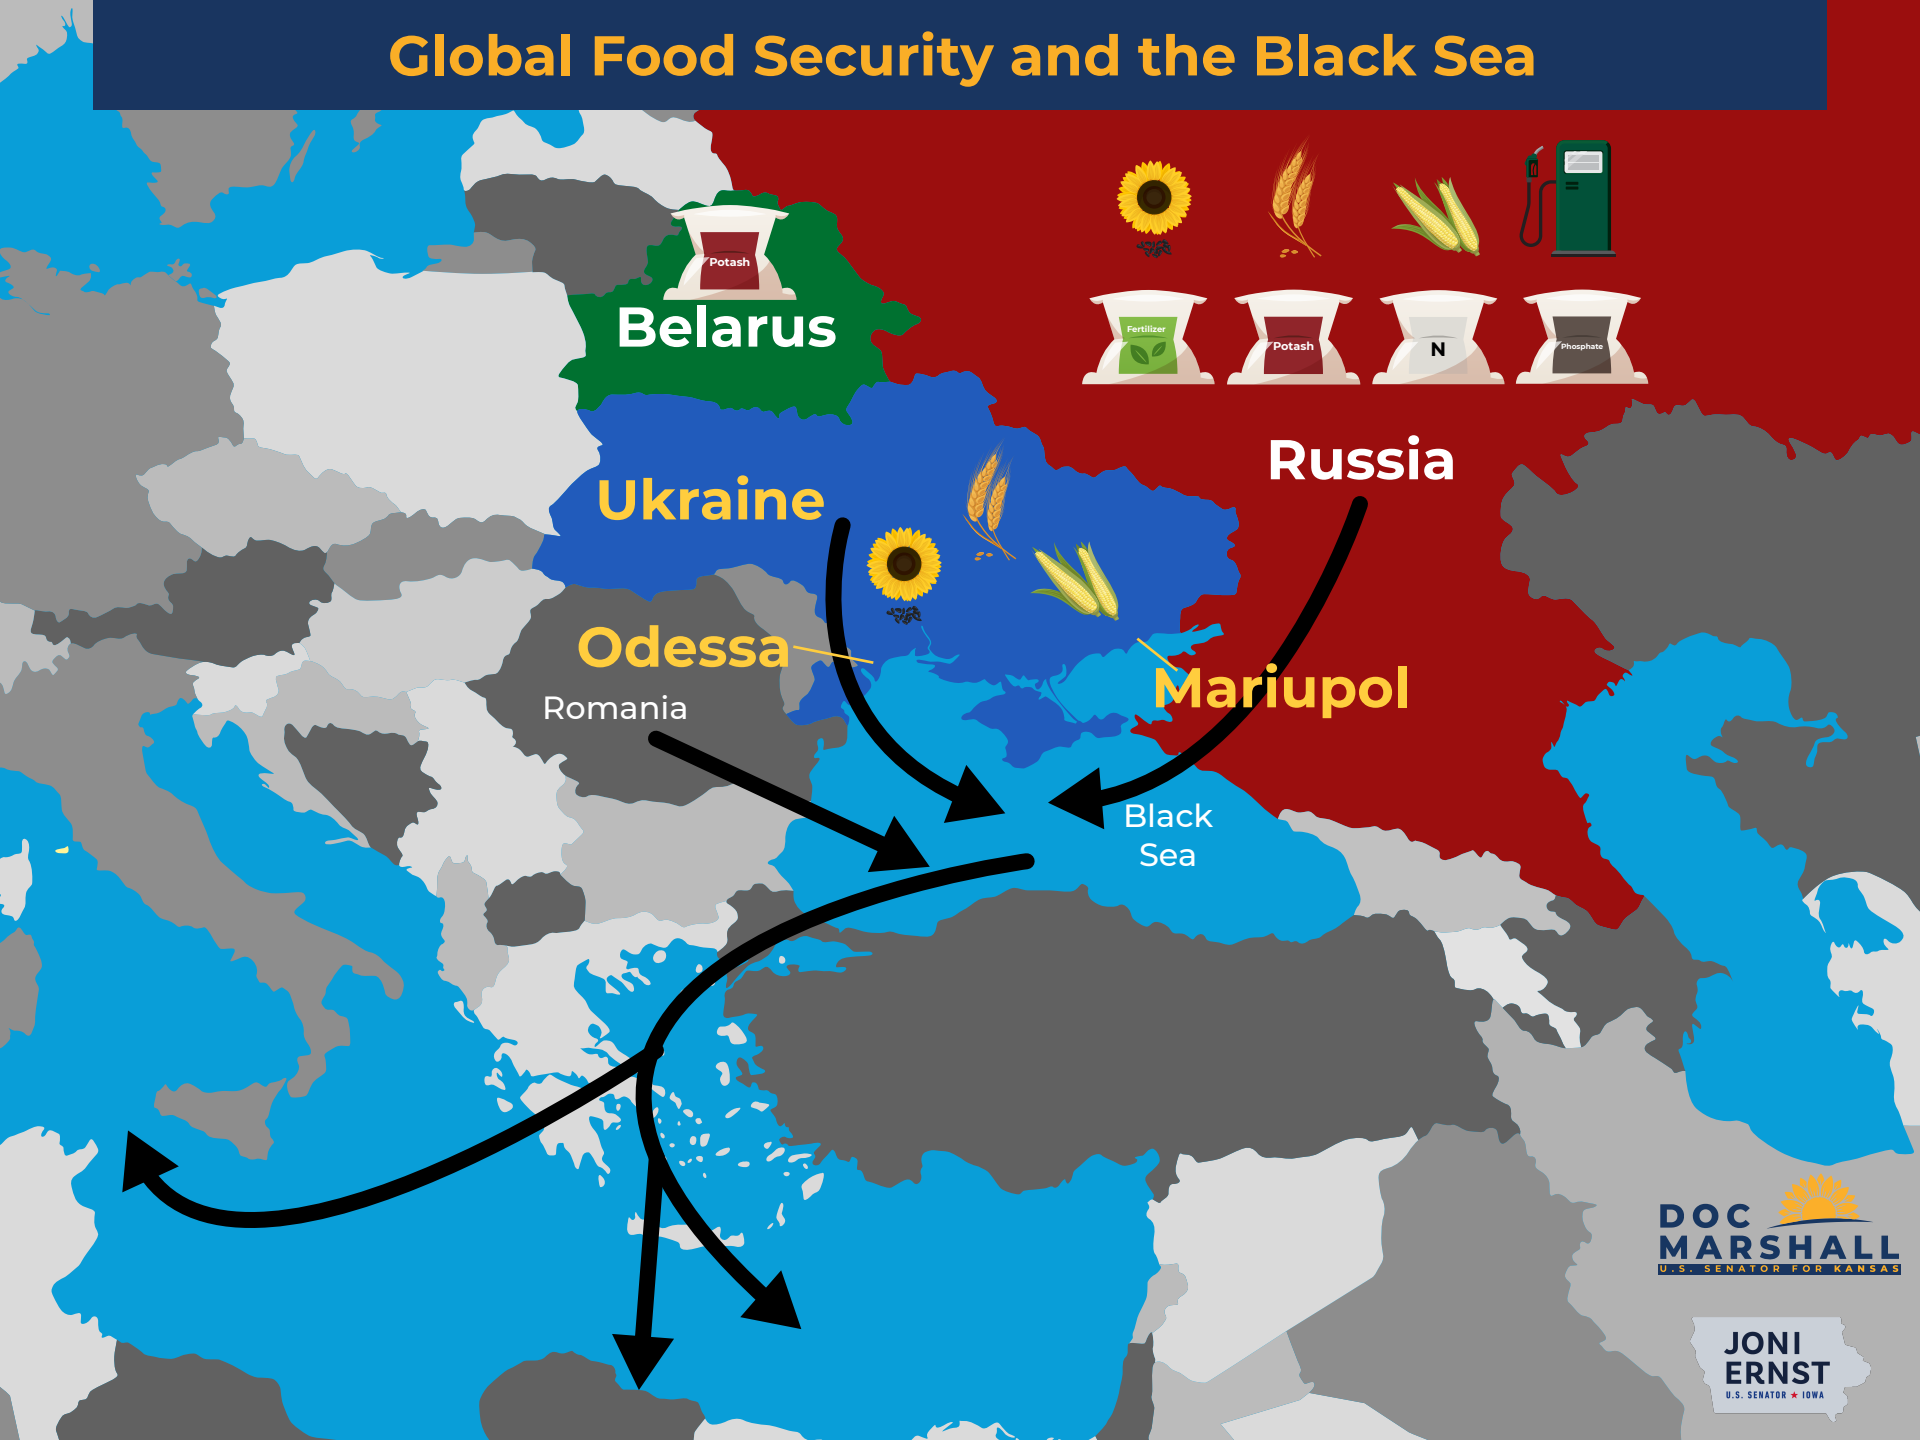 Global Food Security and the Black Sea
Potash
Belarus
Fertilizer
Potash
N
Phosphate
Russia
Ukraine
Odessa
Mariupol
Romania
Black
Sea
DOC
MARSHALL
U.S. SENATOR FOR KANSAS
JONI
ERNST
U.S. SENATOR ★ IOWA